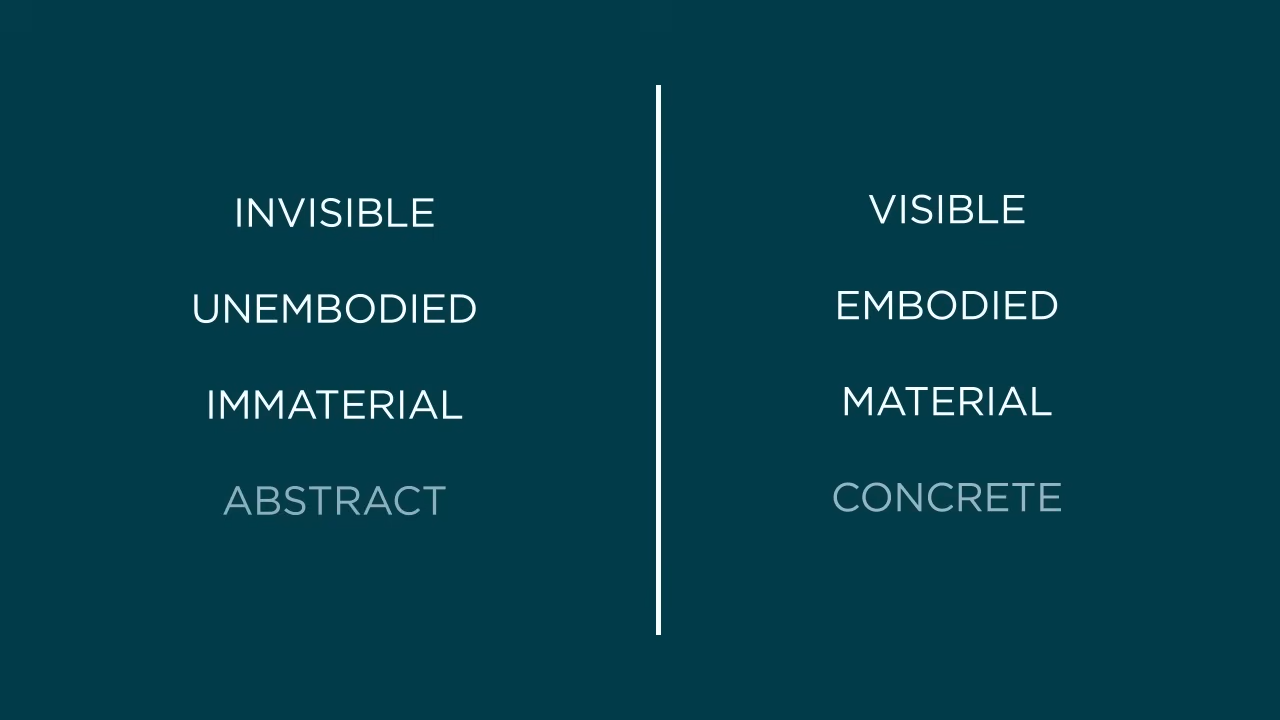 INVISIBLE
UNEMBODIED
IMMATERIAL
ABSTRACT
VISIBLE
EMBODIED
MATERIAL
CONCRETE